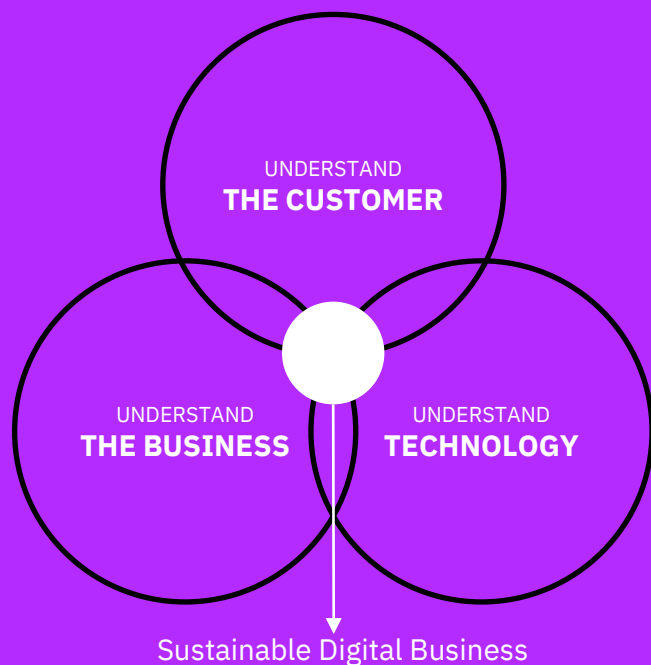 UNDERSTAND
THE CUSTOMER
UNDERSTAND
THE BUSINESS
UNDERSTAND
TECHNOLOGY
Sustainable Digital Business